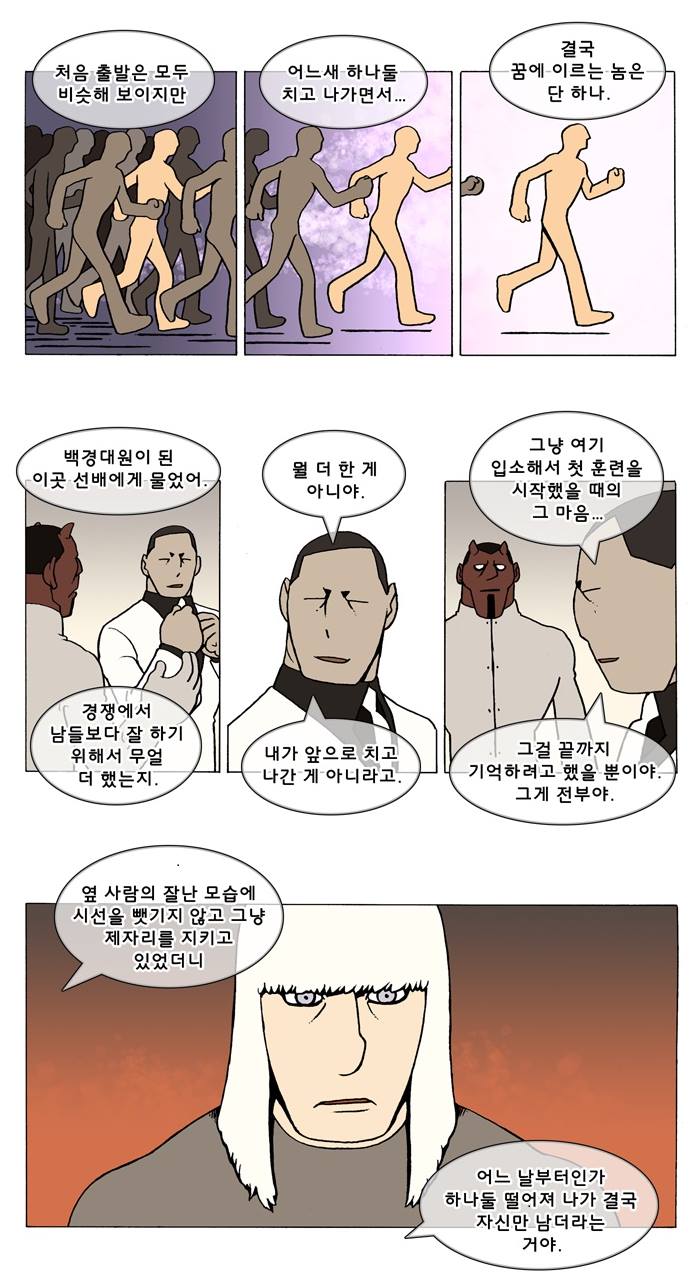 처음 출발은 모두
비슷해 보이지만
어느새 하나둘
치고 나가면서...
결국
꿈에 이르는 놈은
단 하나.
백경대원이 된
이곳 선배에게 물었어.
경쟁에서
남들보다 잘 하기
위해서 무얼
더 했는지.
뭘 더 한 게
아니야.
내가 앞으로 치고
나간 게 아니라고.
그냥 여기
입소해서 첫 훈련을
시작했을 때의
그 마음...
그걸 끝까지
기억하려고 했을 뿐이야.
그게 전부야.
옆 사람의 잘난 모습에
시선을 뺏기지 않고 그냥
제자리를 지키고
있었더니
어느 날부터인가
하나둘 떨어져 나가 결국
자신만 남더라는
거야.